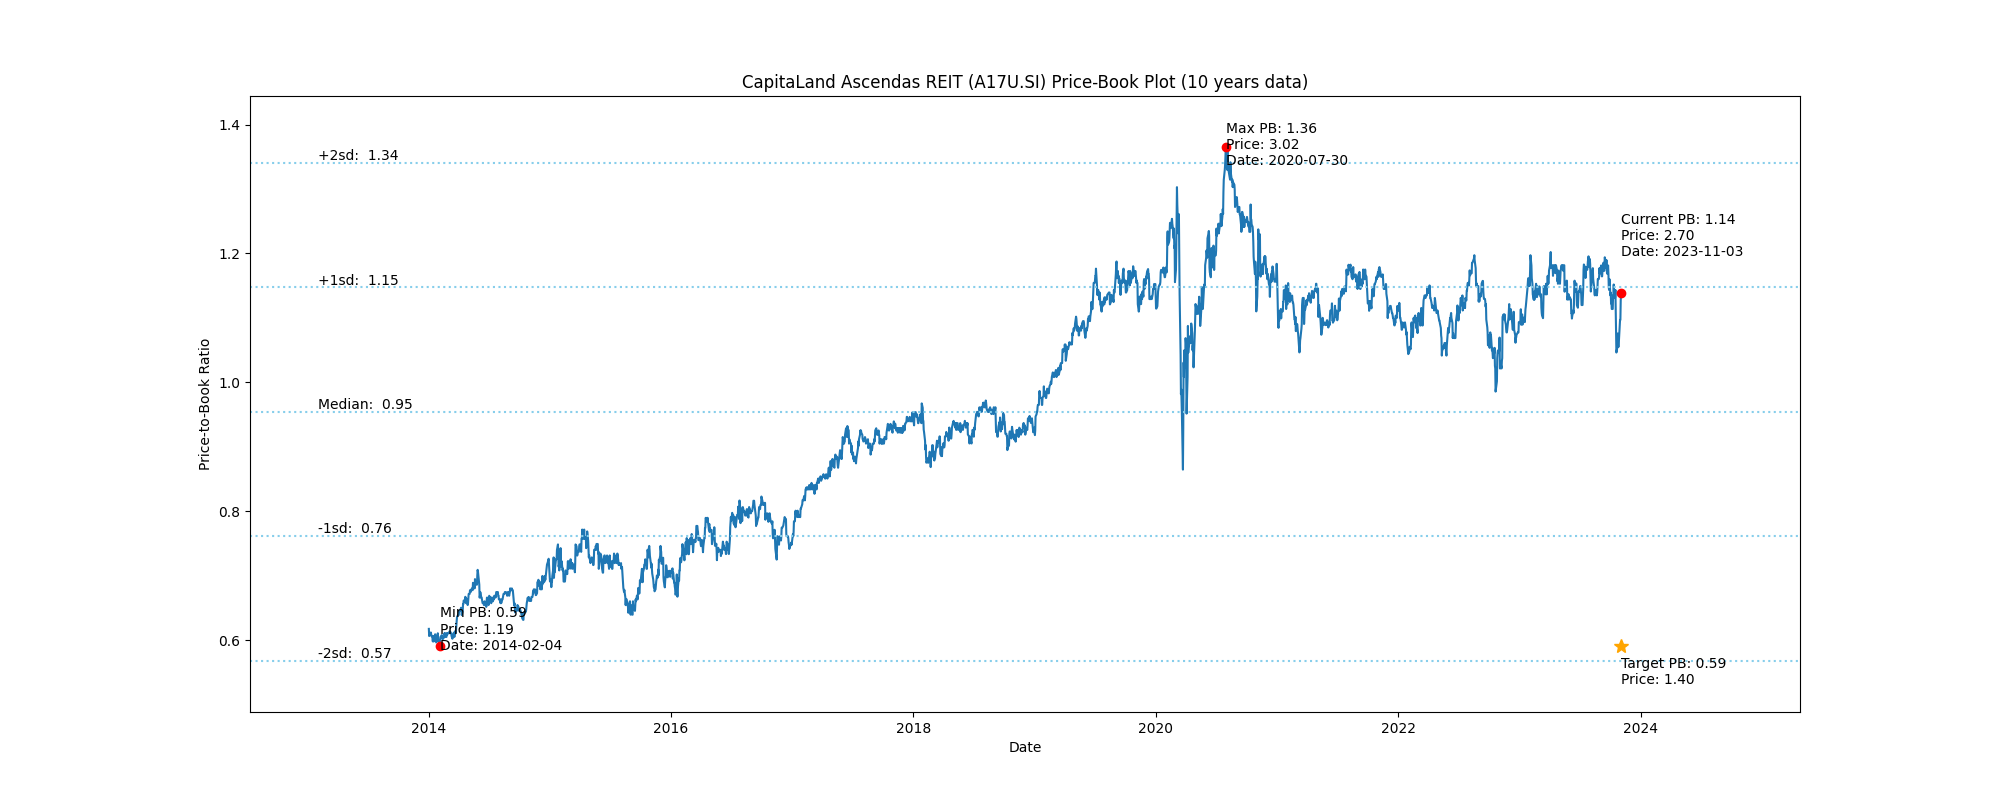 CapitaLand Ascendas REIT (A17U.SI) Price-Book Plot (10 years data)
Price-to-Book Ratio
1.4
1.2
1.0
0.8
0.6
+2sd:  1.34
+1sd:  1.15
Median:  0.95
-1sd:  0.76
-2sd:  0.57
Max PB: 1.36
Price: 3.02
Date: 2020-07-30
Current PB: 1.14
Price: 2.70
Date: 2023-11-03
Min PB: 0.59
Price: 1.19
Date: 2014-02-04
Target PB: 0.59
Price: 1.40
2014
2016
2018
2020
2022
2024
Date